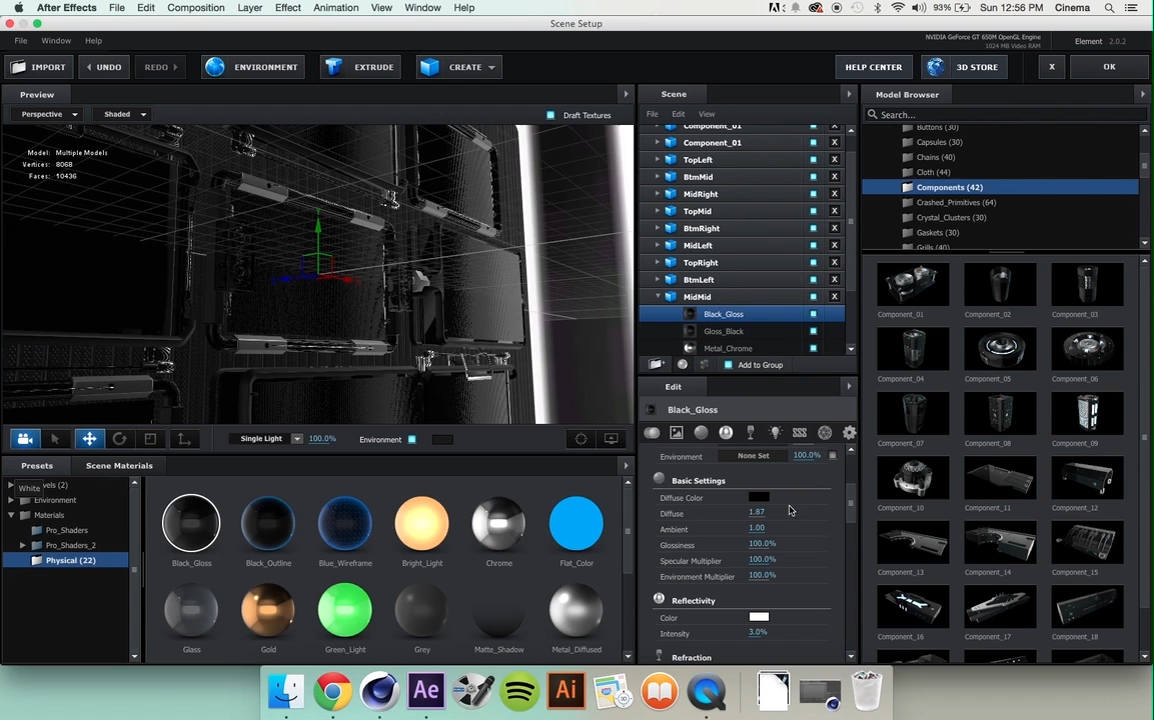 After Effects File Edit Composition Layer Effect Animation View Window Help 93% Sun 12:56 PM Cinema
Scene Setup
File Window Help
NVIDIA GeForce GT 650M OpenGL Engine
1024 MB Video RAM
Element 2.0.2
IMPORT UNDO REDO ENVIRONMENT EXTRUDE CREATE HELP CENTER 3D STORE X OK
Preview
Perspective Shaded Draft Textures
Model: Multiple Models
Vertices: 8068
Faces: 10436
Single Light 100.0% Environment
Presets Scene Materials
White
Environment
Materials
Pro_Shaders
Pro_Shaders_2
Physical (22)
Black_Gloss Black_Outline Blue_Wireframe Bright_Light Chrome Flat_Color
Glass Gold Green_Light Grey Matte_Shadow Metal_Diffused
Scene
File Edit View
Component_01 X
Component_01 X
TopLeft X
BtmMid X
MidRight X
TopMid X
BtmRight X
MidLeft X
TopRight X
BtmLeft X
MidMid X
Black_Gloss
Gloss_Black
Metal_Chrome
Add to Group
Edit
Black_Gloss
Environment None Set 100.0%
Basic Settings
Diffuse Color
Diffuse 1.87
Ambient 1.00
Glossiness 100.0%
Specular Multiplier 100.0%
Environment Multiplier 100.0%
Reflectivity
Color
Intensity 3.0%
Refraction
Model Browser
Search...
Buttons (30)
Capsules (30)
Chains (40)
Cloth (44)
Components (42)
Crashed_Primitives (64)
Crystal_Clusters (30)
Gaskets (30)
Grills (40)
Component_01 Component_02 Component_03
Component_04 Component_05 Component_06
Component_07 Component_08 Component_09
Component_10 Component_11 Component_12
Component_13 Component_14 Component_15
Component_16 Component_17 Component_18
Ae Ai